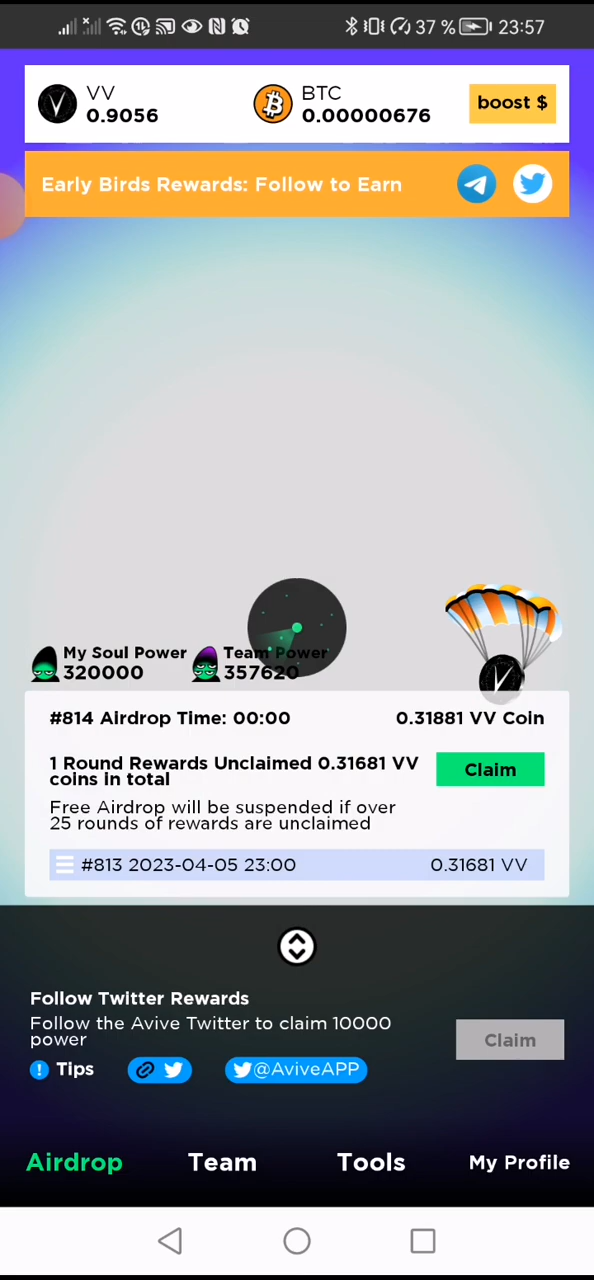 37 % 23:57
VV
0.9056
BTC
0.00000676
boost $
Early Birds Rewards: Follow to Earn
My Soul Power
320000
Team Power
357620
#814 Airdrop Time: 00:00 0.31881 VV Coin
1 Round Rewards Unclaimed 0.31681 VV
coins in total
Claim
Free Airdrop will be suspended if over
25 rounds of rewards are unclaimed
#813 2023-04-05 23:00 0.31681 VV
Follow Twitter Rewards
Follow the Avive Twitter to claim 10000
power
Claim
Tips
@AviveAPP
Airdrop Team Tools My Profile